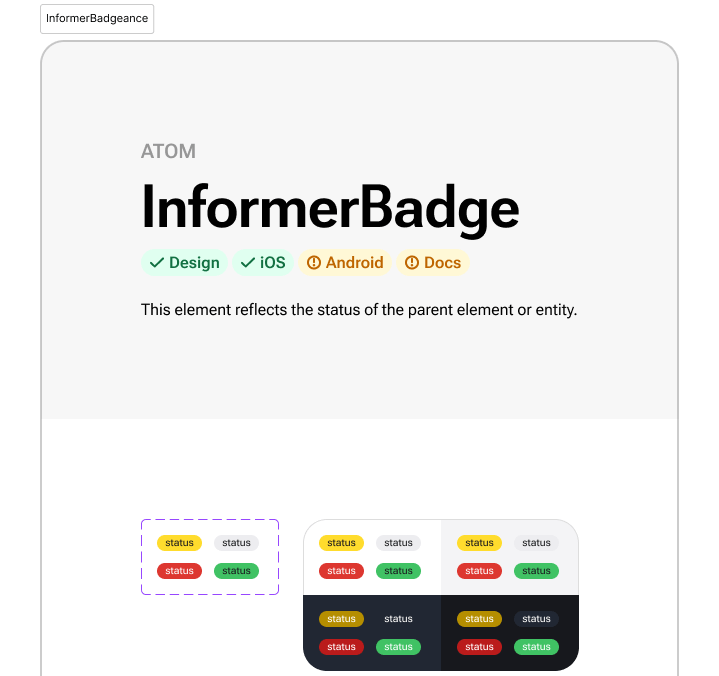 InformerBadgeance
ATOM
InformerBadge
Design iOS Android Docs
This element reflects the status of the parent element or entity.
status status status status status status
status status status status status status
status status status status
status status status status